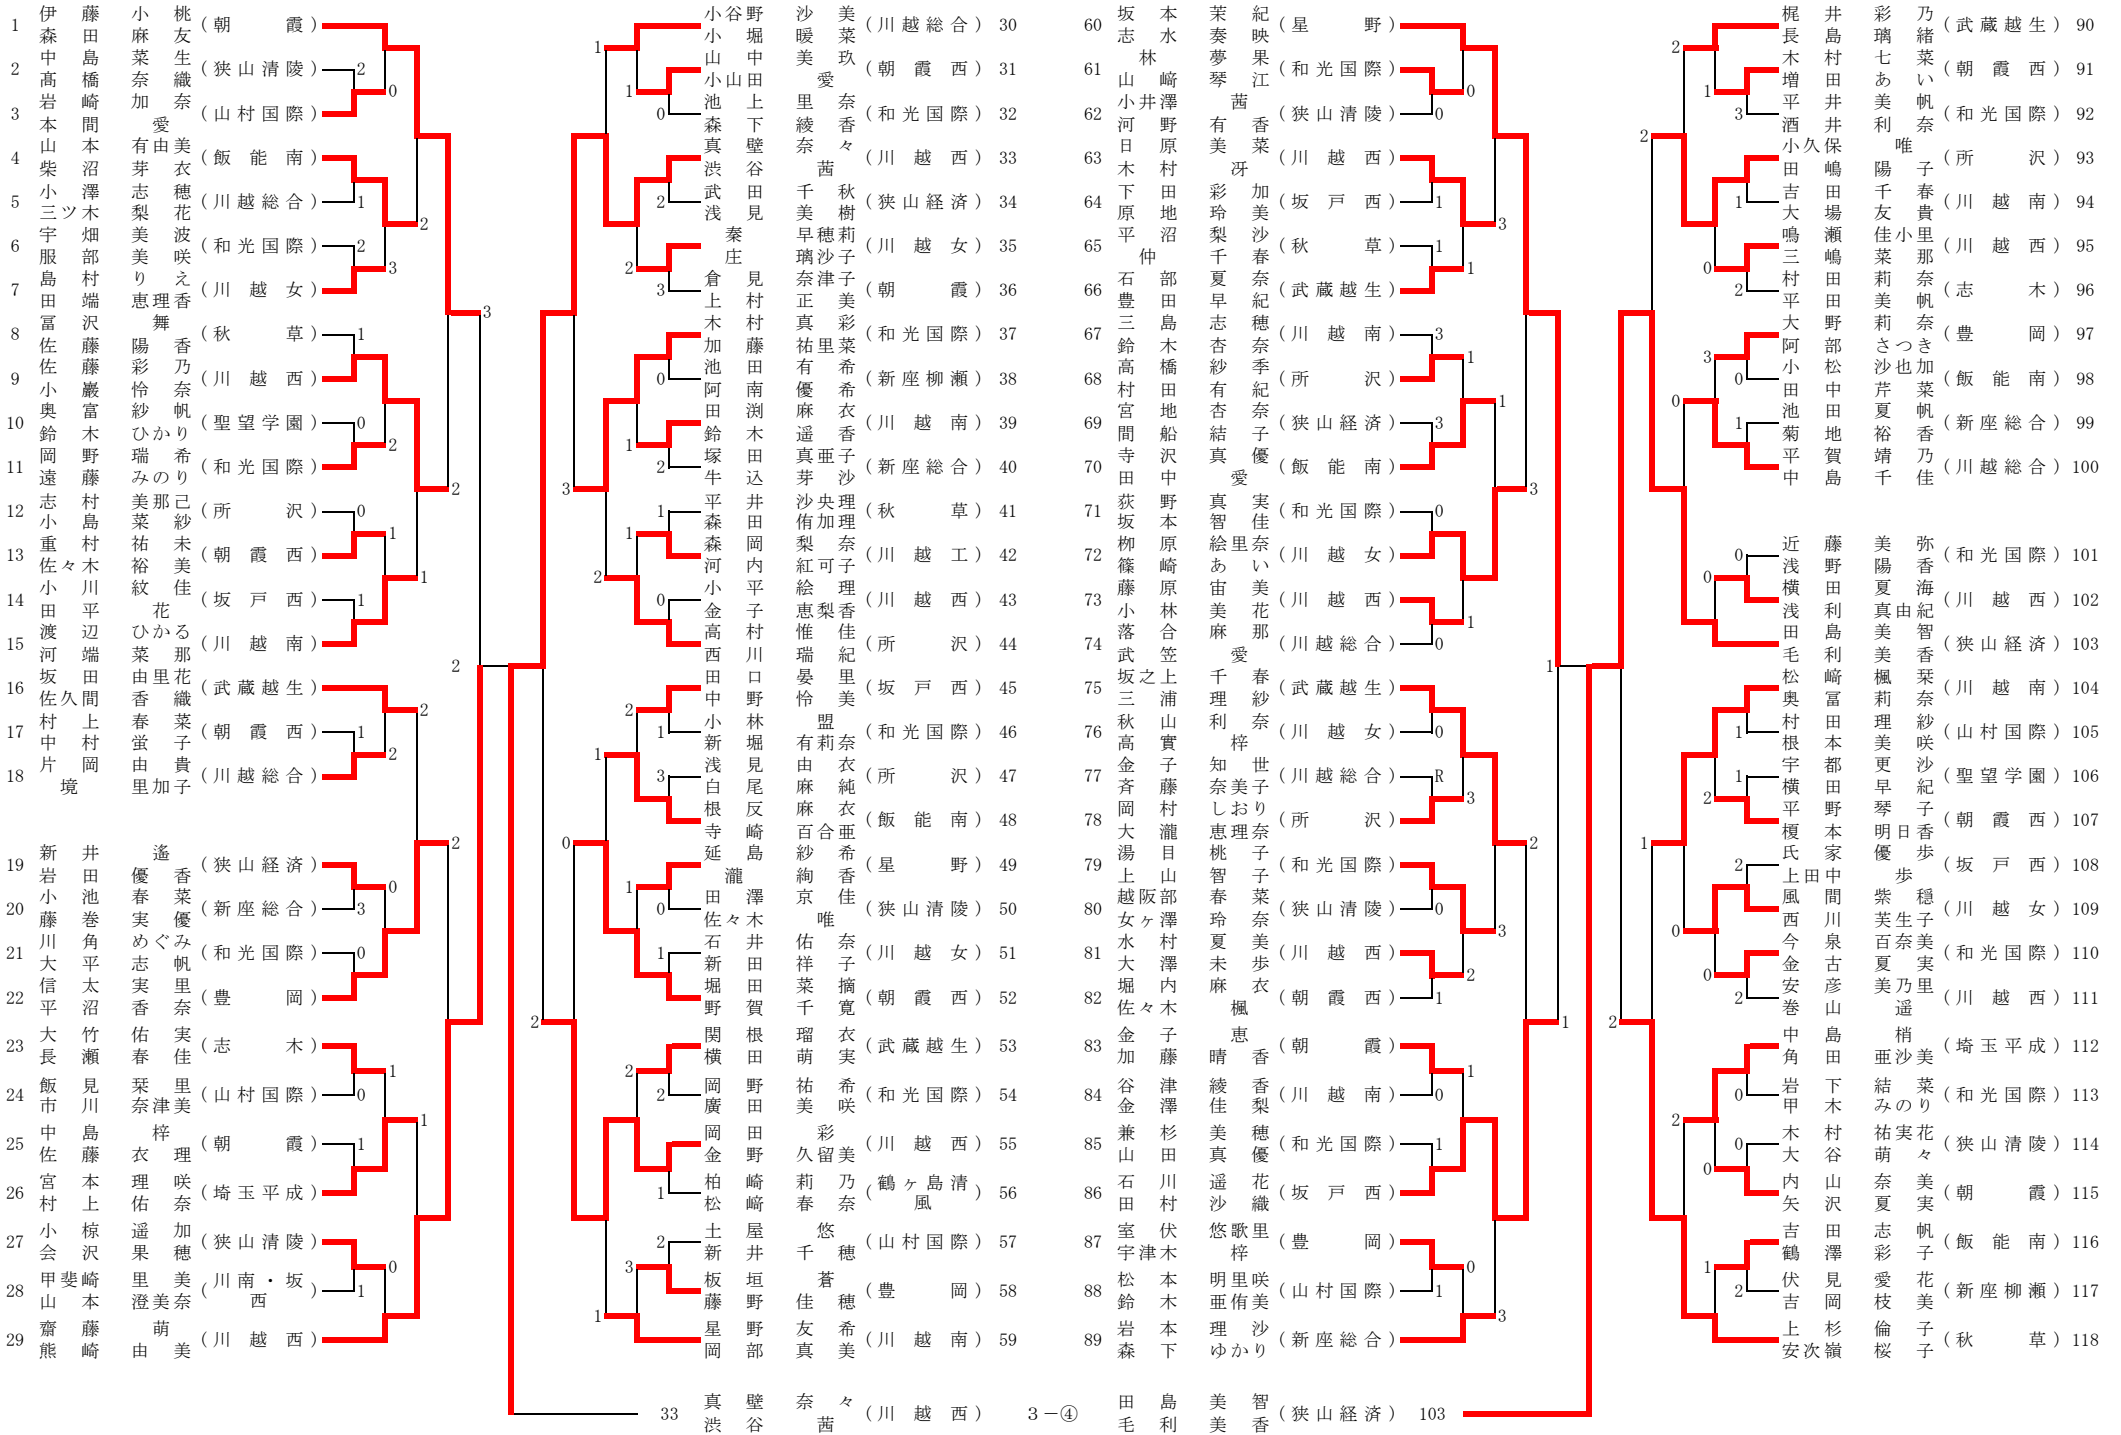 1 伊藤 小桃 森田 麻友 (朝霞)
2 中島 菜生 髙橋 奈織 (狭山清陵) 2
3 岩崎 加奈 本間 愛 (山村国際) 0
4 山本 有由美 柴沼 芽衣 (飯能南)
5 小澤 志穂 三ツ木 梨花 (川越総合) 1
6 宇畑 美波 服部 美咲 (和光国際) 2
7 島村 りえ 田端 恵理香 (川越女) 3
8 冨沢 舞 佐藤 陽香 (秋草) 1
9 佐藤 彩乃 小巖 怜奈 (川越西)
10 奥富 紗帆 鈴木 ひかり (聖望学園) 0
11 岡野 瑞希 遠藤 みのり (和光国際) 2
12 志村 美那己 小島 菜紗 (所沢) 0
13 重村 祐未 佐々木 裕美 (朝霞西) 1
14 小川 紋佳 田平 花 (坂戸西) 1
15 渡辺 ひかる 河端 菜那 (川越南)
16 坂田 由里花 佐久間 香織 (武蔵越生)
17 村上 春菜 中村 蛍子 (朝霞西) 1
18 片岡 由貴 境 里加子 (川越総合) 2
19 新井 遙 岩田 優香 (狭山経済) 0
20 小池 春菜 藤巻 実優 (新座総合) 3
21 川角 めぐみ 大平 志帆 (和光国際) 0
22 信太 実里 平沼 香奈 (豊岡)
23 大竹 佑実 長瀬 春佳 (志木) 1
24 飯見 栞里 市川 奈津美 (山村国際) 0
25 中島 梓 佐藤 衣理 (朝霞) 1
26 宮本 理咲 村上 佑奈 (埼玉平成)
27 小椋 遥加 会沢 果穂 (狭山清陵) 0
28 甲斐崎 里美 山本 澄美奈 川南・坂西 1
29 齋藤 萌 熊崎 由美 (川越西)
小谷野 沙美 小堀 暖菜 (川越総合) 30
山中 美玖 小山田 愛 (朝霞西) 31
池上 里奈 森下 綾香 (和光国際) 32
真壁 奈々 渋谷 茜 (川越西) 33
武田 千秋 浅見 美樹 (狭山経済) 34
秦 早穂莉 庄 璃沙子 (川越女) 35
倉見 奈津子 上村 正美 (朝霞) 36
木村 真彩 加藤 祐里菜 (和光国際) 37
池田 有希 阿南 優希 (新座柳瀬) 38
田渕 麻衣 鈴木 遥香 (川越南) 39
塚田 真亜子 牛込 芽沙 (新座総合) 40
平井 沙央理 森田 侑加理 (秋草) 41
森岡 梨奈 河内 紅可子 (川越工) 42
小平 絵理 金子 恵梨香 (川越西) 43
高村 惟佳 西川 瑞紀 (所沢) 44
田口 晏里 中野 怜美 (坂戸西) 45
小林 盟 新堀 有莉奈 (和光国際) 46
浅見 由衣 白尾 麻純 (所沢) 47
根反 麻衣 寺崎 百合亜 (飯能南) 48
延島 紗希 瀧 絢香 (星野) 49
田澤 京佳 佐々木 唯 (狭山清陵) 50
石井 佑奈 新田 祥子 (川越女) 51
堀田 菜摘 野賀 千寛 (朝霞西) 52
関根 瑠衣 横田 萌実 (武蔵越生) 53
岡野 祐希 廣田 美咲 (和光国際) 54
岡田 彩 金野 久留美 (川越西) 55
柏崎 莉乃 松崎 春奈 (鶴ヶ島清風) 56
土屋 悠 新井 千穂 (山村国際) 57
板垣 蒼 藤野 佳穂 (豊岡) 58
星野 友希 岡部 真美 (川越南) 59
60 坂本 茉紀 志水 奏映 (星野)
61 林 夢果 山﨑 琴江 (和光国際) 0
62 小井澤 茜 河野 有香 (狭山清陵) 0
63 日原 美菜 木村 冴 (川越西)
64 下田 彩加 原地 玲美 (坂戸西) 1
65 平沼 梨沙 仲 千春 (秋草) 1
66 石部 夏奈 豊田 早紀 (武蔵越生) 1
67 三島 志穂 鈴木 杏奈 (川越南) 3
68 高橋 紗季 村田 有紀 (所沢) 1
69 宮地 杏奈 間船 結子 (狭山経済) 3
70 寺沢 真優 田中 愛 (飯能南)
71 荻野 真実 坂本 智佳 (和光国際) 0
72 栁原 絵里奈 篠崎 あい (川越女)
73 藤原 宙美 小林 美花 (川越西) 1
74 落合 麻那 武笠 愛 (川越総合) 0
75 坂之上 千春 三浦 理紗 (武蔵越生)
76 秋山 利奈 高實 梓 (川越女) 0
77 金子 知世 斉藤 奈美子 (川越総合) R
78 岡村 しおり 大瀧 恵理奈 (所沢) 3
79 湯目 桃子 上山 智子 (和光国際)
80 越阪部 春菜 女ヶ澤 玲奈 (狭山清陵) 0
81 水村 夏美 大澤 未歩 (川越西) 2
82 堀内 麻衣 佐々木 楓 (朝霞西) 1
83 金子 恵 加藤 晴香 (朝霞) 1
84 谷津 綾香 金澤 佳梨 (川越南) 0
85 兼杉 美穂 山田 真優 (和光国際) 1
86 石川 遥花 田村 沙織 (坂戸西)
87 室伏 悠歌里 宇津木 梓 (豊岡) 0
88 松本 明里咲 鈴木 亜侑美 (山村国際) 1
89 岩本 理沙 森下 ゆかり (新座総合) 3
梶井 彩乃 長島 璃緒 (武蔵越生) 90
木村 七菜 増田 あい (朝霞西) 91
平井 美帆 酒井 利奈 (和光国際) 92
小久保 唯 田嶋 陽子 (所沢) 93
吉田 千春 大場 友貴 (川越南) 94
鳴瀬 佳小里 三嶋 菜那 (川越西) 95
村田 莉奈 平田 美帆 (志木) 96
大野 莉奈 阿部 さつき (豊岡) 97
小松 沙也加 田中 芹菜 (飯能南) 98
池田 夏帆 菊地 裕香 (新座総合) 99
平賀 靖乃 中島 千佳 (川越総合) 100
近藤 美弥 浅野 陽香 (和光国際) 101
横田 夏海 浅利 真由紀 (川越西) 102
田島 美智 毛利 美香 (狭山経済) 103
松崎 楓栞 奥冨 莉奈 (川越南) 104
村田 理紗 根本 美咲 (山村国際) 105
宇都 更沙 横田 早紀 (聖望学園) 106
平野 琴子 榎本 明日香 (朝霞西) 107
氏家 優歩 上田中 歩 (坂戸西) 108
風間 紫穏 西川 芙生子 (川越女) 109
今泉 百奈美 金古 夏実 (和光国際) 110
安彦 美乃里 巻山 遥 (川越西) 111
中島 梢 角田 亜沙美 (埼玉平成) 112
岩下 結菜 甲木 みのり (和光国際) 113
木村 祐実花 大谷 萌々 (狭山清陵) 114
内山 奈美 矢沢 夏実 (朝霞) 115
吉田 志帆 鶴澤 彩子 (飯能南) 116
伏見 愛花 吉岡 枝美 (新座柳瀬) 117
上杉 倫子 安次嶺 桜子 (秋草) 118
33 真壁 奈々 渋谷 茜 (川越西) 3-④ 田島 美智 毛利 美香 (狭山経済) 103